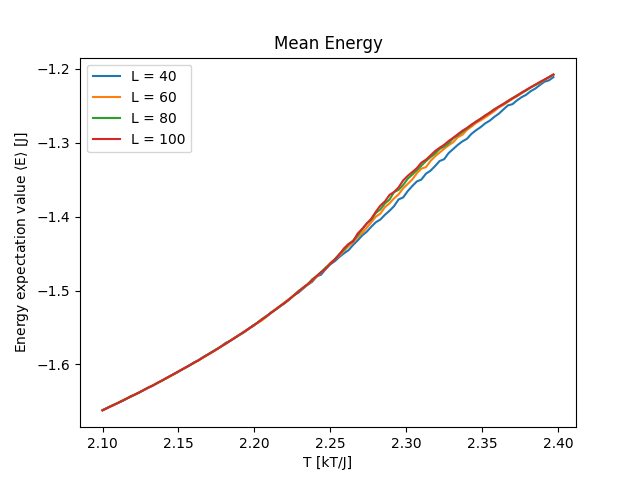 Mean Energy
L = 40
L = 60
L = 80
L = 100
Energy expectation value ⟨E⟩ [J]
−1.2
−1.3
−1.4
−1.5
−1.6
2.10 2.15 2.20 2.25 2.30 2.35 2.40
T [kT/J]